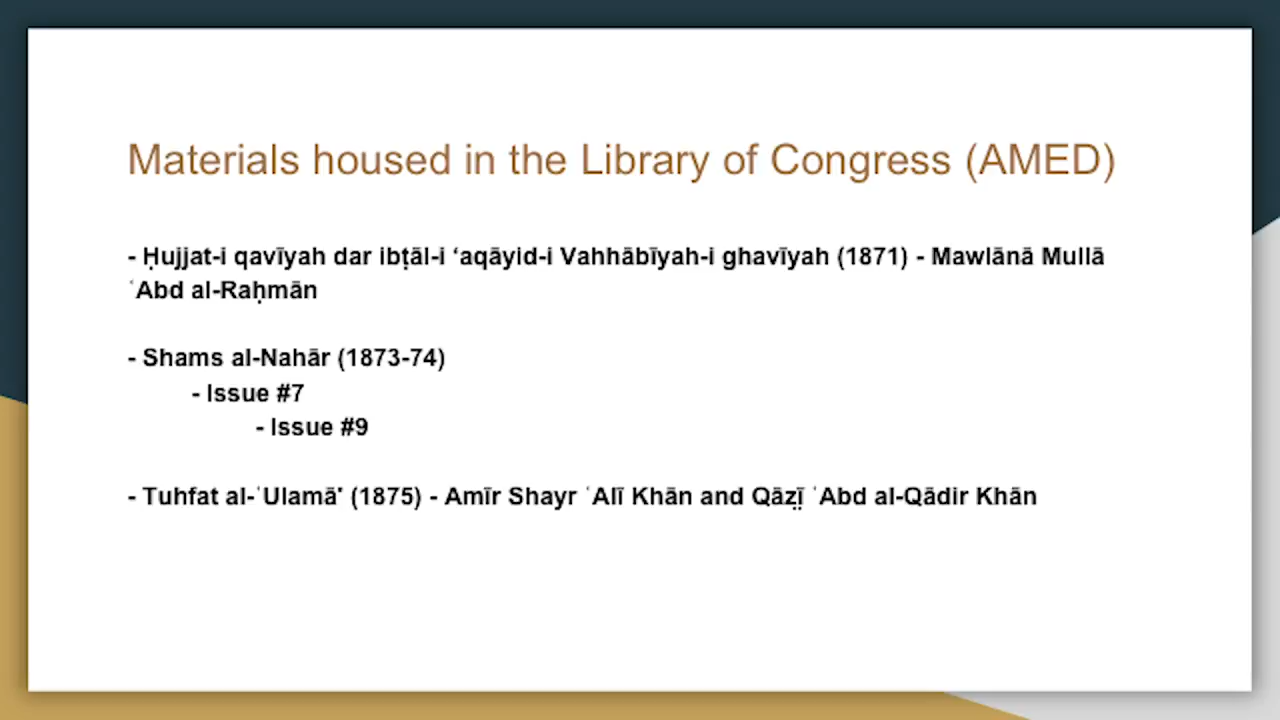 Materials housed in the Library of Congress (AMED)
- Ḥujjat-i qavīyah dar ibṭāl-i ‘aqāyid-i Vahhābīyah-i ghavīyah (1871) - Mawlānā Mullā
ʿAbd al-Raḥmān
- Shams al-Nahār (1873-74)
- Issue #7
- Issue #9
- Tuhfat al-ʿUlamā' (1875) - Amīr Shayr ʿAlī Khān and Qāẓī̤ ʿAbd al-Qādir Khān